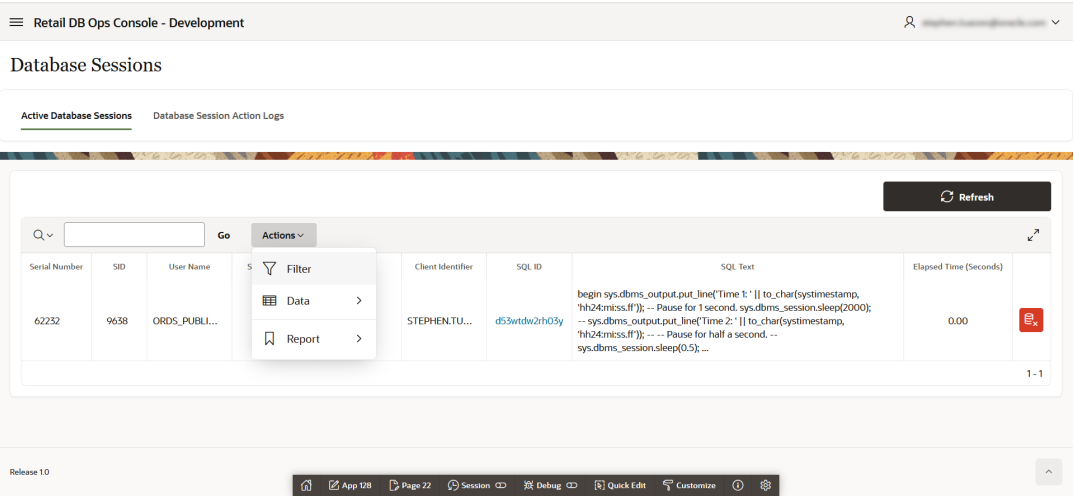 Retail DB Ops Console - Development
Database Sessions
Active Database Sessions Database Session Action Logs
Refresh
Go Actions
Serial Number SID User Name S Client Identifier SQL ID SQL Text Elapsed Time (Seconds)
Filter
Data
Report
62232 9638 ORDS_PUBLI... STEPHEN.TU... d53wtdw2rh03y
begin sys.dbms_output.put_line('Time 1: ' || to_char(systimestamp,
'hh24:mi:ss.ff')); -- Pause for 1 second. sys.dbms_session.sleep(2000);
-- sys.dbms_output.put_line('Time 2: ' || to_char(systimestamp,
'hh24:mi:ss.ff')); -- -- Pause for half a second. --
sys.dbms_session.sleep(0.5); ...
0.00
1 - 1
Release 1.0
App 128 Page 22 Session Debug Quick Edit Customize